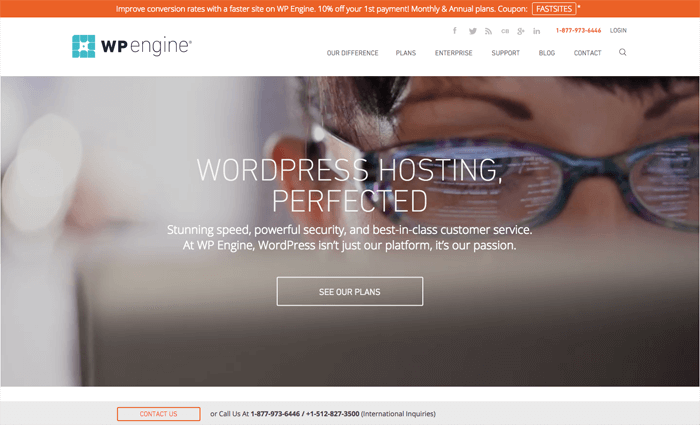 Improve conversion rates with a faster site on WP Engine. 10% off your 1st payment! Monthly & Annual plans. Coupon: FASTSITES *
1-877-973-6446 LOGIN
WP engine®
OUR DIFFERENCE PLANS ENTERPRISE SUPPORT BLOG CONTACT
WORDPRESS HOSTING,
PERFECTED
Stunning speed, powerful security, and best-in-class customer service.
At WP Engine, WordPress isn't just our platform, it's our passion.
SEE OUR PLANS
CONTACT US or Call Us At 1-877-973-6446 / +1-512-827-3500 (International Inquiries)